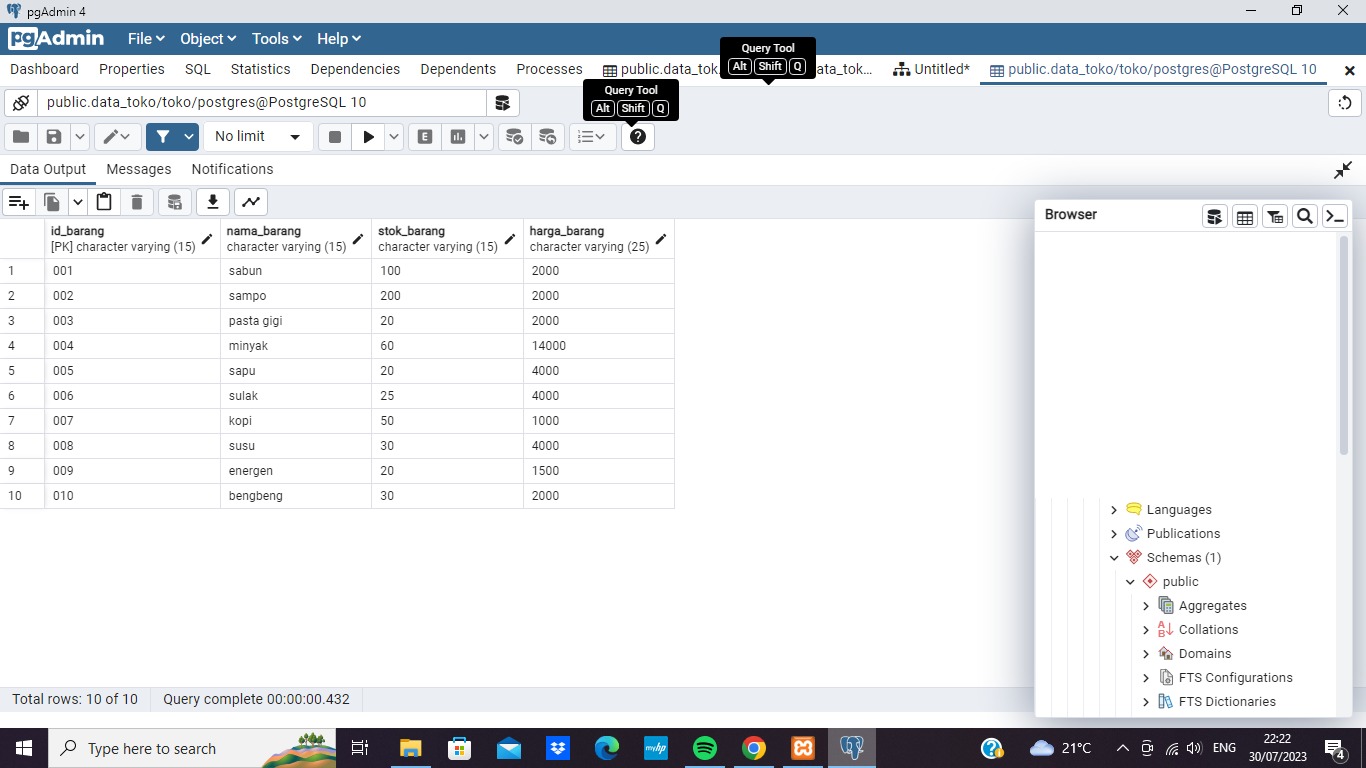 pgAdmin 4
pgAdmin File Object Tools Help
Dashboard Properties SQL Statistics Dependencies Dependents Processes public.data_tok. ata_tok... Untitled* public.data_toko/toko/postgres@PostgreSQL 10
Query Tool
Alt Shift Q
Query Tool
Alt Shift Q
public.data_toko/toko/postgres@PostgreSQL 10
No limit E
Data Output Messages Notifications
Browser
id_barang nama_barang stok_barang harga_barang
[PK] character varying (15) character varying (15) character varying (15) character varying (25)
1 001 sabun 100 2000
2 002 sampo 200 2000
3 003 pasta gigi 20 2000
4 004 minyak 60 14000
5 005 sapu 20 4000
6 006 sulak 25 4000
7 007 kopi 50 1000
8 008 susu 30 4000
9 009 energen 20 1500
10 010 bengbeng 30 2000
Languages
Publications
Schemas (1)
public
Aggregates
Collations
Domains
FTS Configurations
FTS Dictionaries
Total rows: 10 of 10 Query complete 00:00:00.432
Type here to search myhp 21°C ENG 22:22
30/07/2023 4